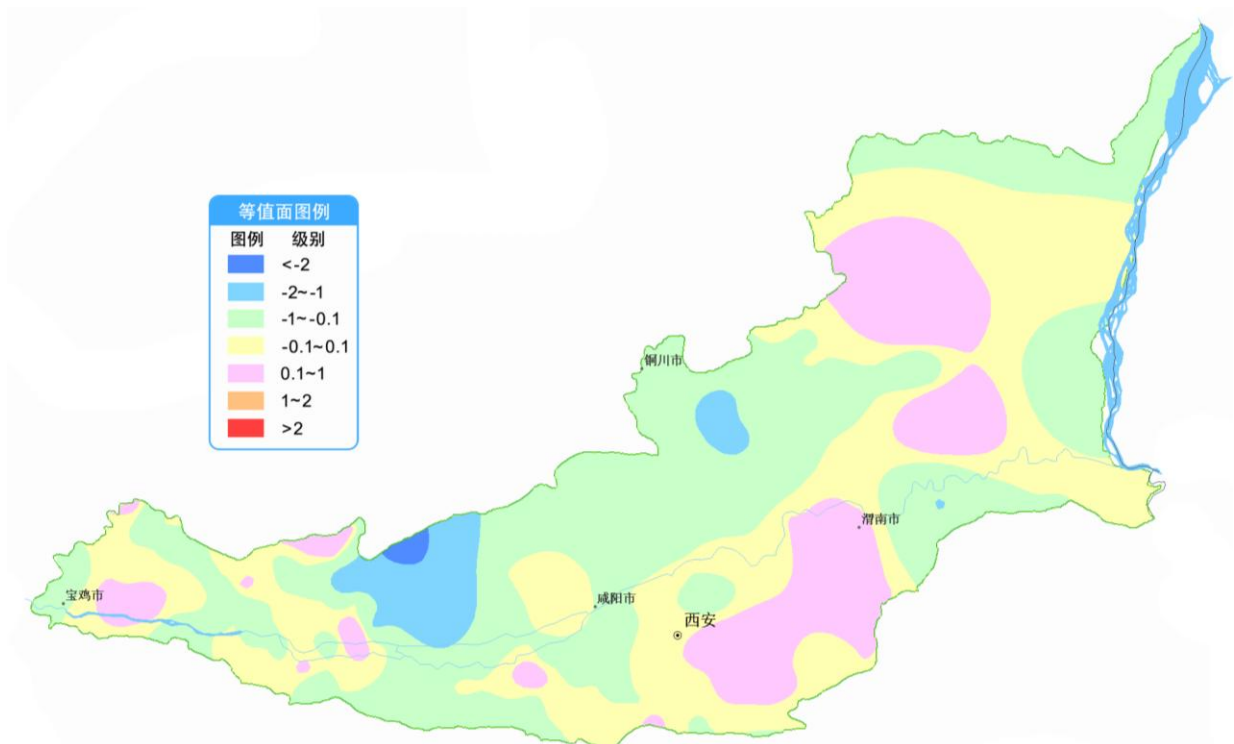 等值面图例
图例 级别
<-2
-2~-1
-1~-0.1
-0.1~0.1
0.1~1
1~2
>2
铜川市
渭南市
宝鸡市
咸阳市
西安